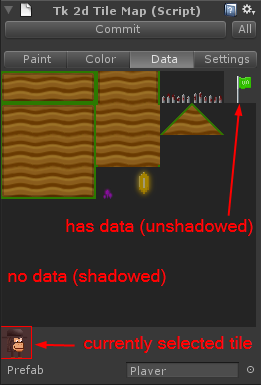 Tk 2d Tile Map (Script)
Commit
All
Paint
Color
Data
Settings
has data (unshadowed)
no data (shadowed)
currently selected tile
Prefab
Player